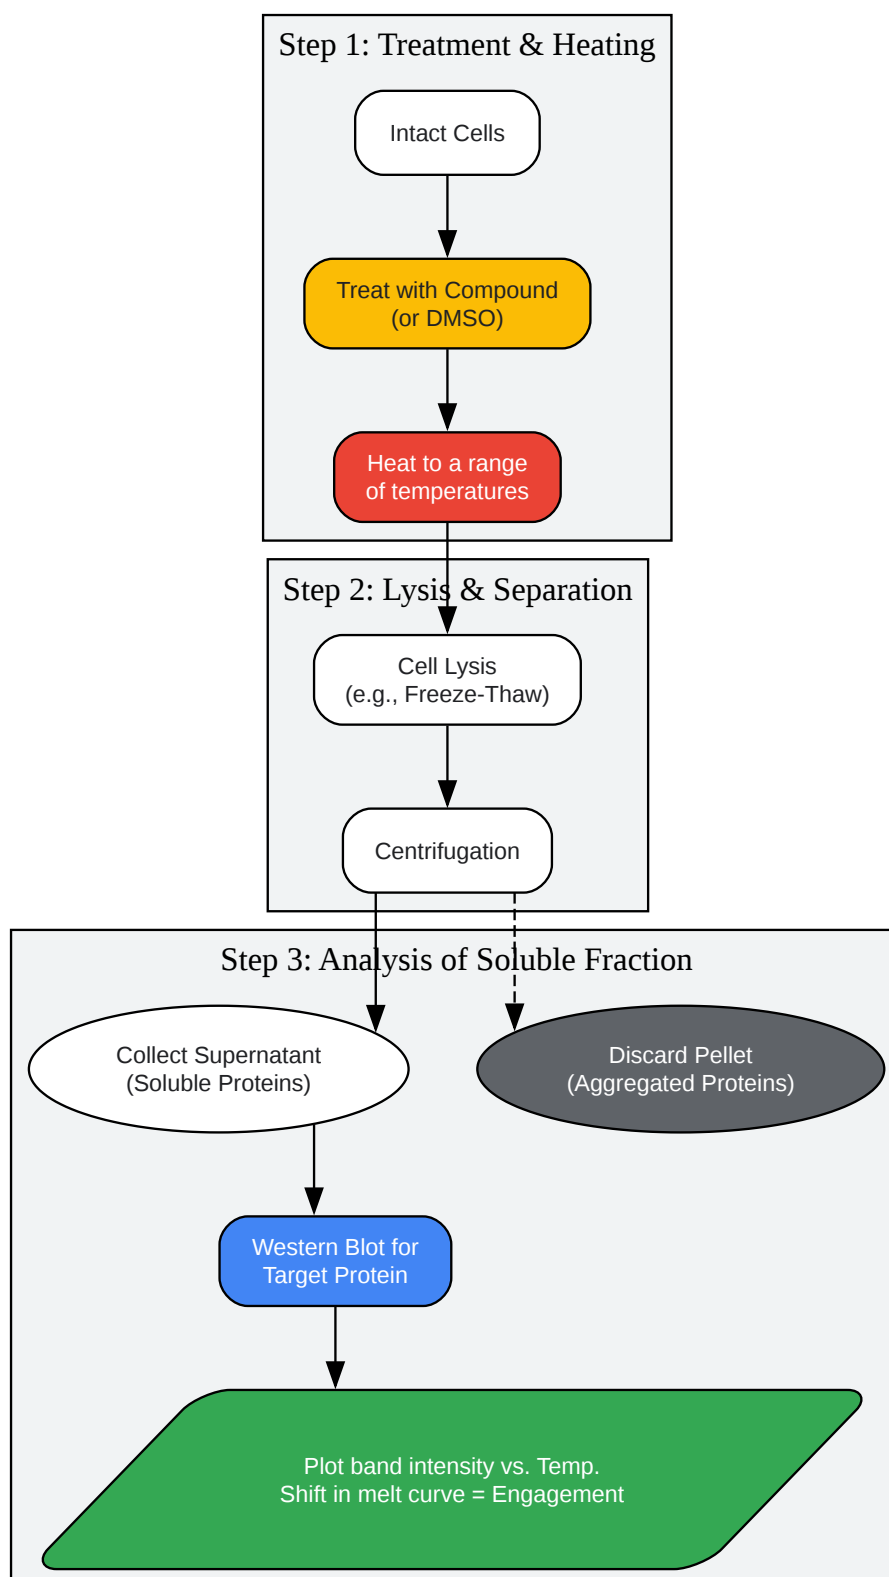 Step 1: Treatment & Heating
Intact Cells
Treat with Compound
(or DMSO)
Heat to a range
of temperatures
Step 2: Lysis & Separation
Cell Lysis
(e.g., Freeze-Thaw)
Centrifugation
Step 3: Analysis of Soluble Fraction
Collect Supernatant
(Soluble Proteins)
Discard Pellet
(Aggregated Proteins)
Western Blot for
Target Protein
Plot band intensity vs. Temp.
Shift in melt curve = Engagement